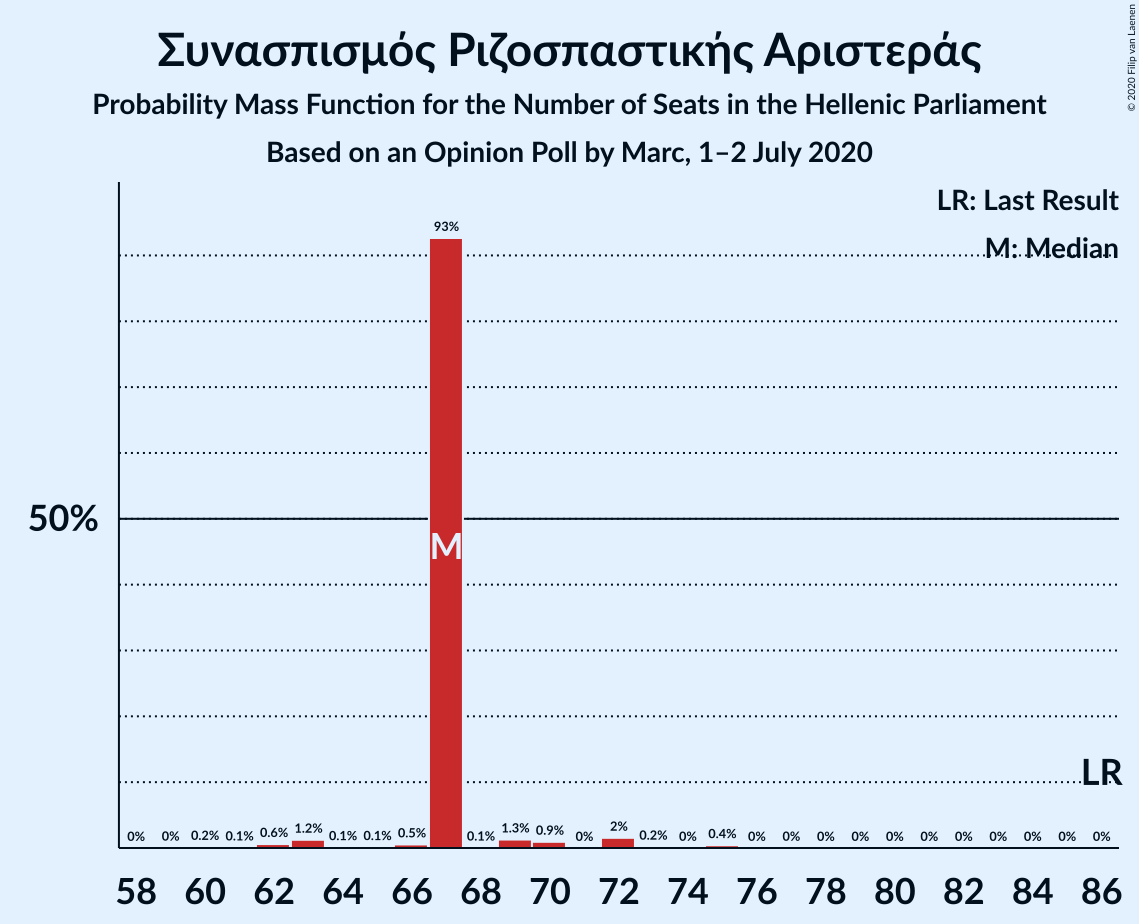 Συνασπισμός Ριζοσπαστικής Αριστεράς
Probability Mass Function for the Number of Seats in the Hellenic Parliament
Based on an Opinion Poll by Marc, 1–2 July 2020
© 2020 Filip van Laenen
LR: Last Result
M: Median
93%
50%
M
LR
0% 0% 0.2% 0.1% 0.6% 1.2% 0.1% 0.1% 0.5% 0.1% 1.3% 0.9% 0% 2% 0.2% 0% 0.4% 0% 0% 0% 0% 0% 0% 0% 0% 0% 0% 0%
58 60 62 64 66 68 70 72 74 76 78 80 82 84 86